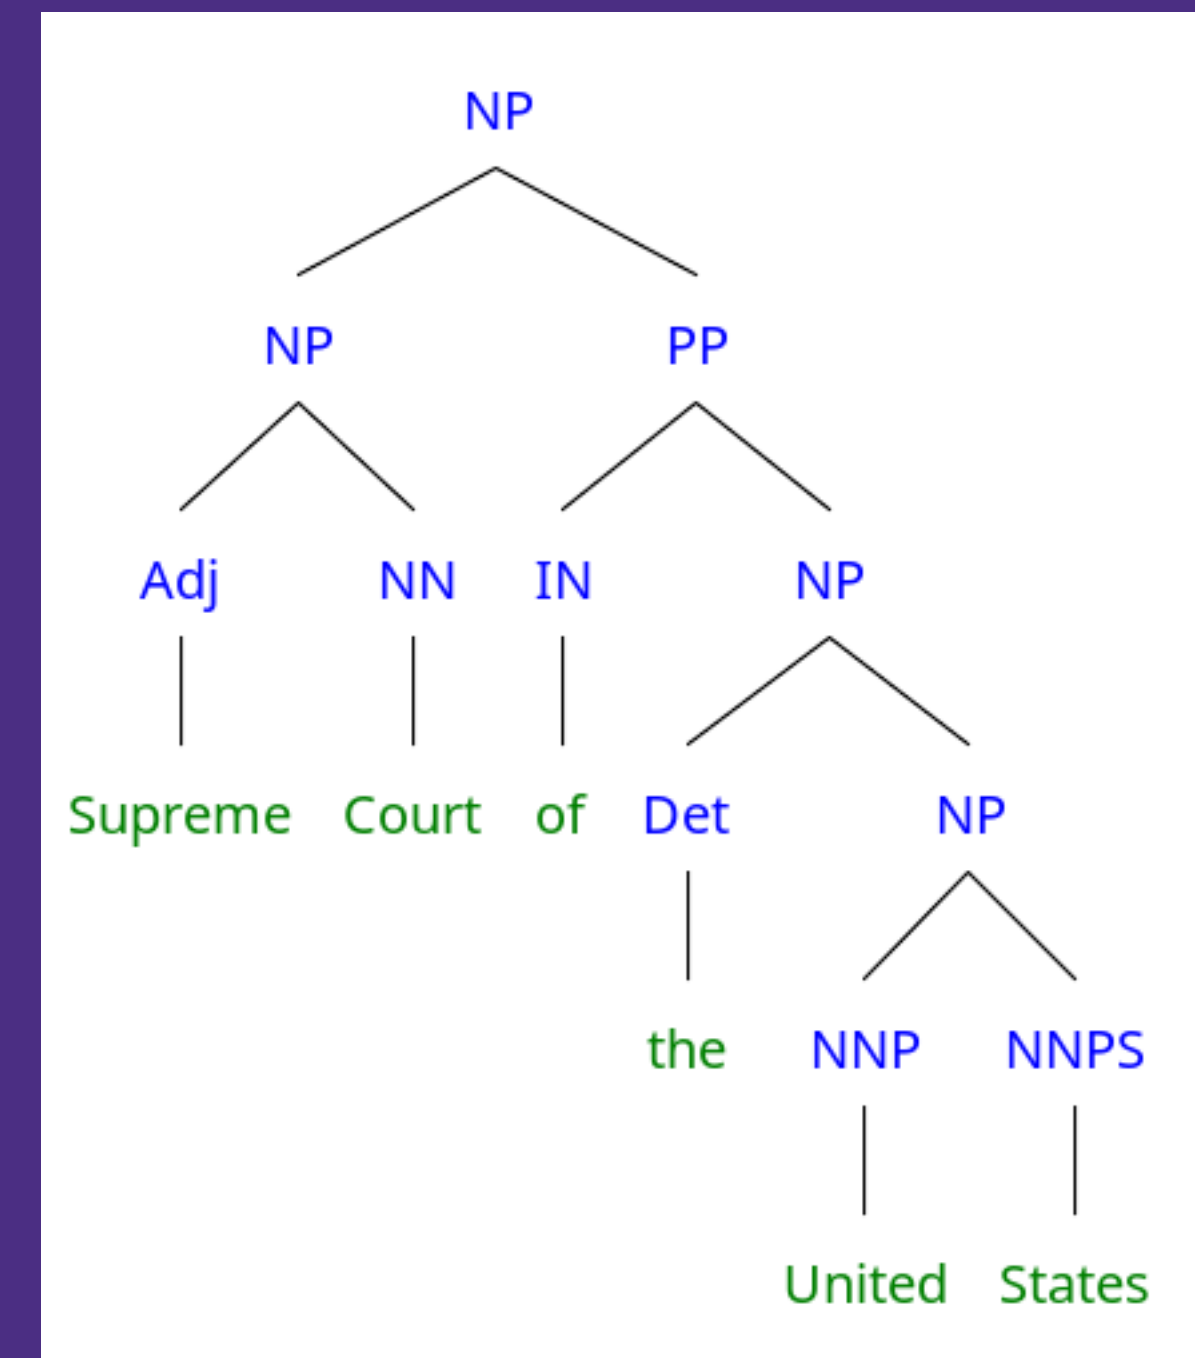 NP
NP PP
Adj NN IN NP
Supreme Court of Det NP
the NNP NNPS
United States